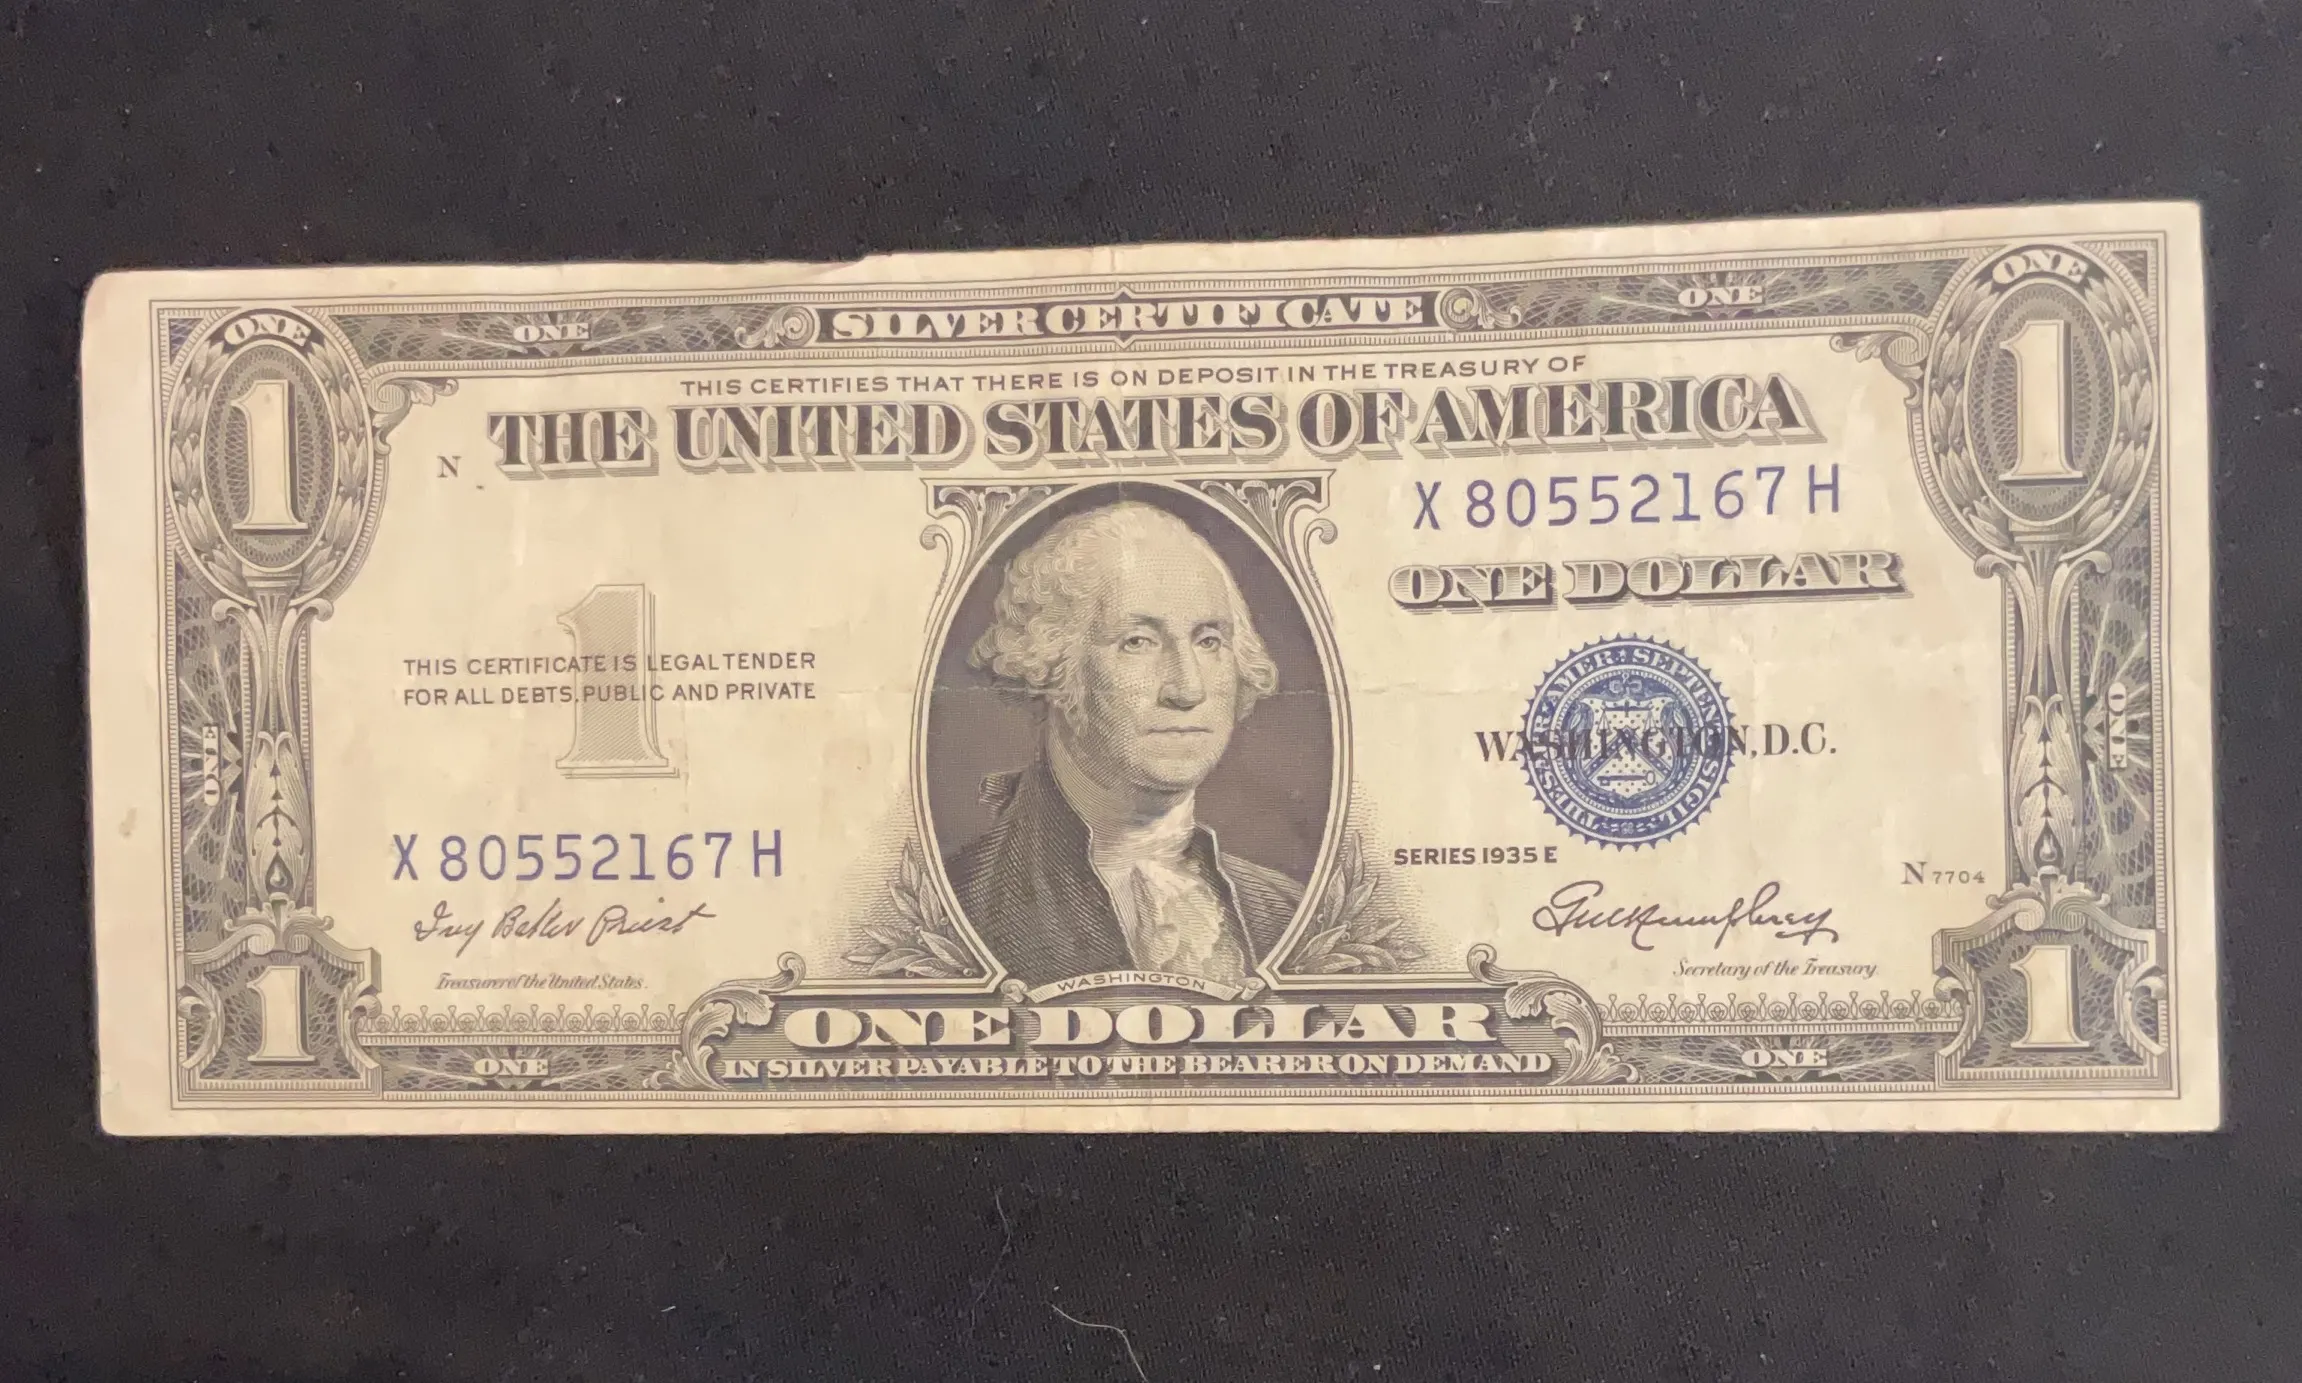 ONE
ONE
SILVER CERTIFICATE
ONE
ONE
1
1
THIS CERTIFIES THAT THERE IS ON DEPOSIT IN THE TREASURY OF
THE UNITED STATES OF AMERICA
N
X 80552167 H
ONE DOLLAR
1
THIS CERTIFICATE IS LEGAL TENDER
FOR ALL DEBTS, PUBLIC AND PRIVATE
ONE
WASHINGTON, D.C.
ONE
X 80552167 H
SERIES 1935 E
N 7704
Ivy Baker Priest
Treasurer of the United States.
GMHumphrey
Secretary of the Treasury.
WASHINGTON
1
ONE DOLLAR
1
ONE
IN SILVER PAYABLE TO THE BEARER ON DEMAND
ONE